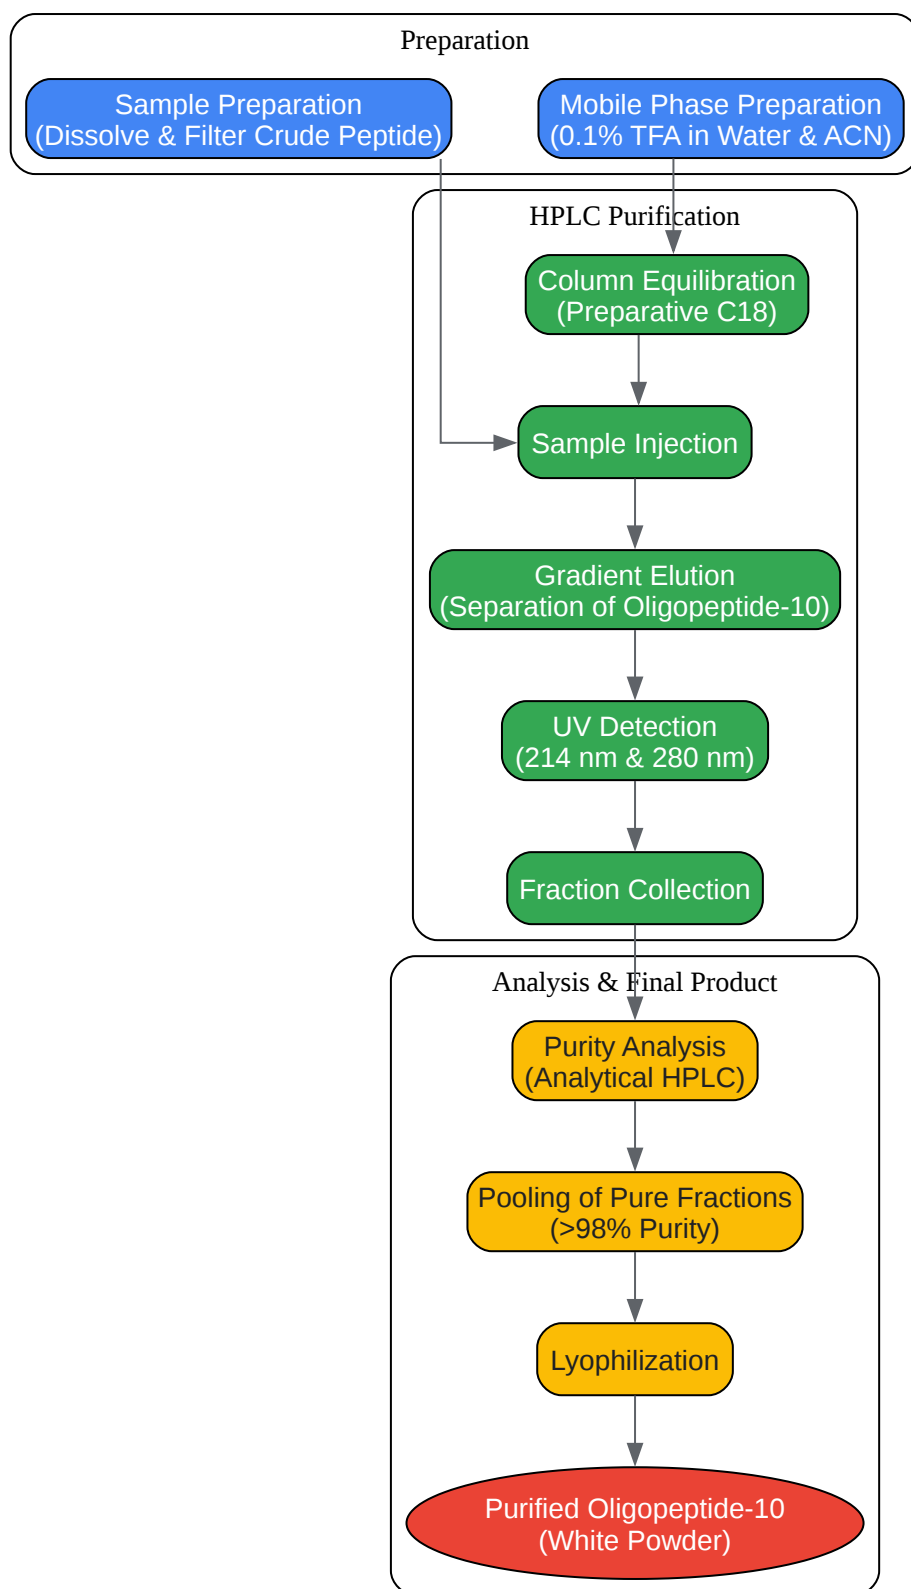 Preparation
Sample Preparation
(Dissolve & Filter Crude Peptide)
Mobile Phase Preparation
(0.1% TFA in Water & ACN)
HPLC Purification
Column Equilibration
(Preparative C18)
Sample Injection
Gradient Elution
(Separation of Oligopeptide-10)
UV Detection
(214 nm & 280 nm)
Fraction Collection
Analysis & Final Product
Purity Analysis
(Analytical HPLC)
Pooling of Pure Fractions
(>98% Purity)
Lyophilization
Purified Oligopeptide-10
(White Powder)